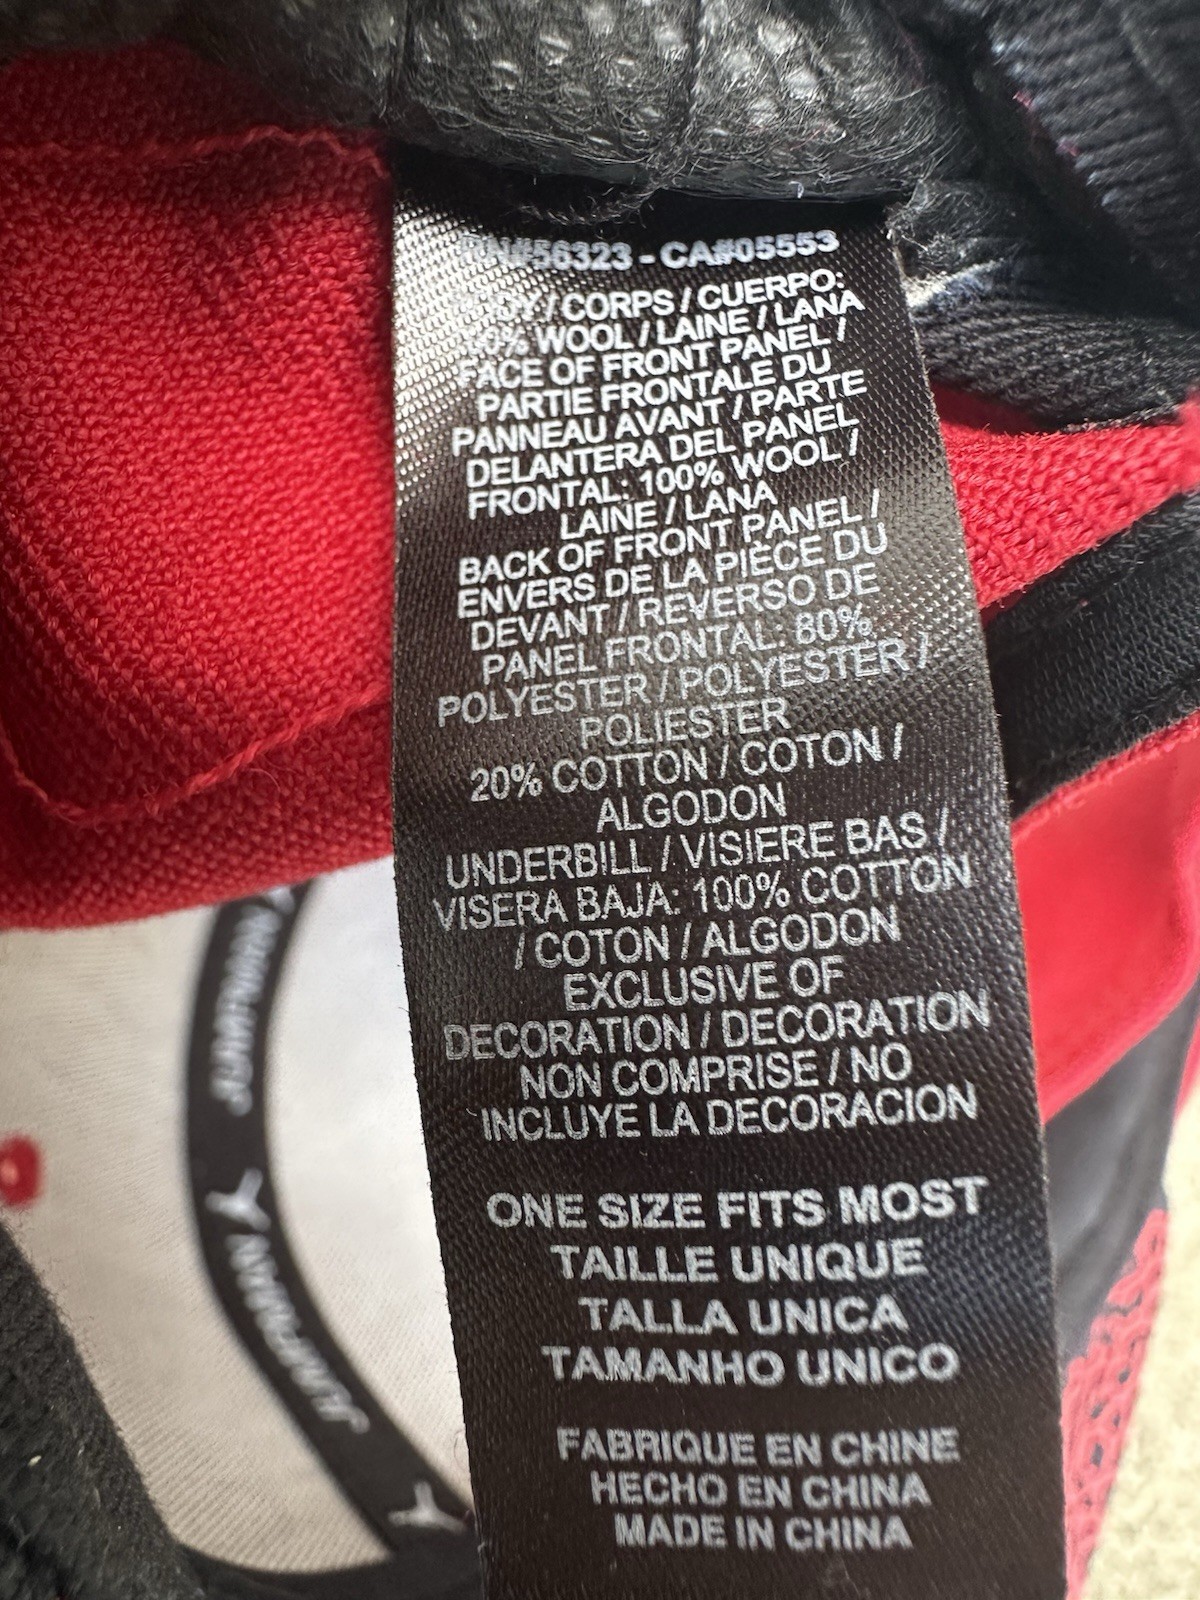 RN#56323 - CA#05553
BODY / CORPS / CUERPO:
WOOL / LAINE / LANA
FACE OF FRONT PANEL /
PARTIE FRONTALE DU
PANNEAU AVANT / PARTE
DELANTERA DEL PANEL
FRONTAL: 100% WOOL /
LAINE / LANA
BACK OF FRONT PANEL /
ENVERS DE LA PIÈCE DU
DEVANT / REVERSO DE
PANEL FRONTAL: 80%
POLYESTER / POLYESTER /
POLIESTER
20% COTTON / COTON /
ALGODON
UNDERBILL / VISIERE BAS /
VISERA BAJA: 100% COTTON
/ COTON / ALGODON
EXCLUSIVE OF
DECORATION / DECORATION
NON COMPRISE / NO
INCLUYE LA DECORACION
ONE SIZE FITS MOST
TAILLE UNIQUE
TALLA UNICA
TAMANHO UNICO
FABRIQUE EN CHINE
HECHO EN CHINA
MADE IN CHINA
JUMPMAN
JUMPMAN